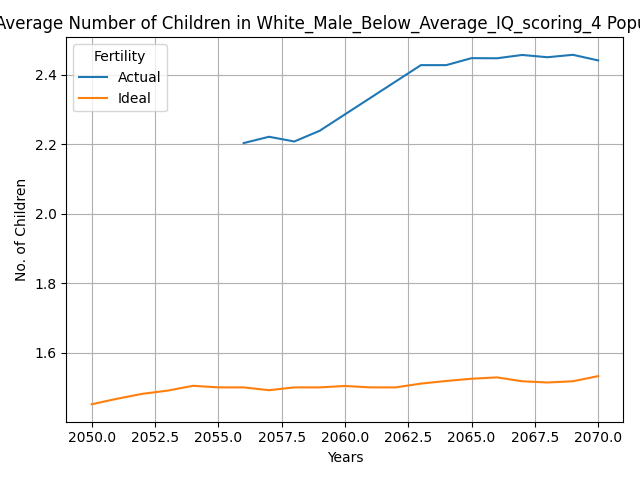 Average Number of Children in White_Male_Below_Average_IQ_scoring_4 Popu
Fertility
Actual
Ideal
2.4
2.2
2.0
1.8
1.6
No. of Children
2050.0 2052.5 2055.0 2057.5 2060.0 2062.5 2065.0 2067.5 2070.0
Years